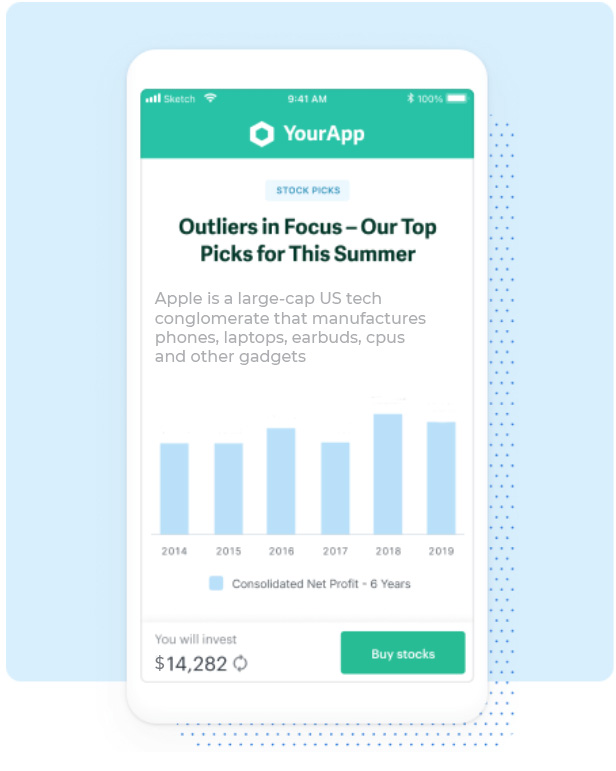 Sketch 9:41 AM 100%
YourApp
STOCK PICKS
Outliers in Focus – Our Top
Picks for This Summer
Apple is a large-cap US tech
conglomerate that manufactures
phones, laptops, earbuds, cpus
and other gadgets
2014 2015 2016 2017 2018 2019
Consolidated Net Profit - 6 Years
You will invest
$14,282
Buy stocks